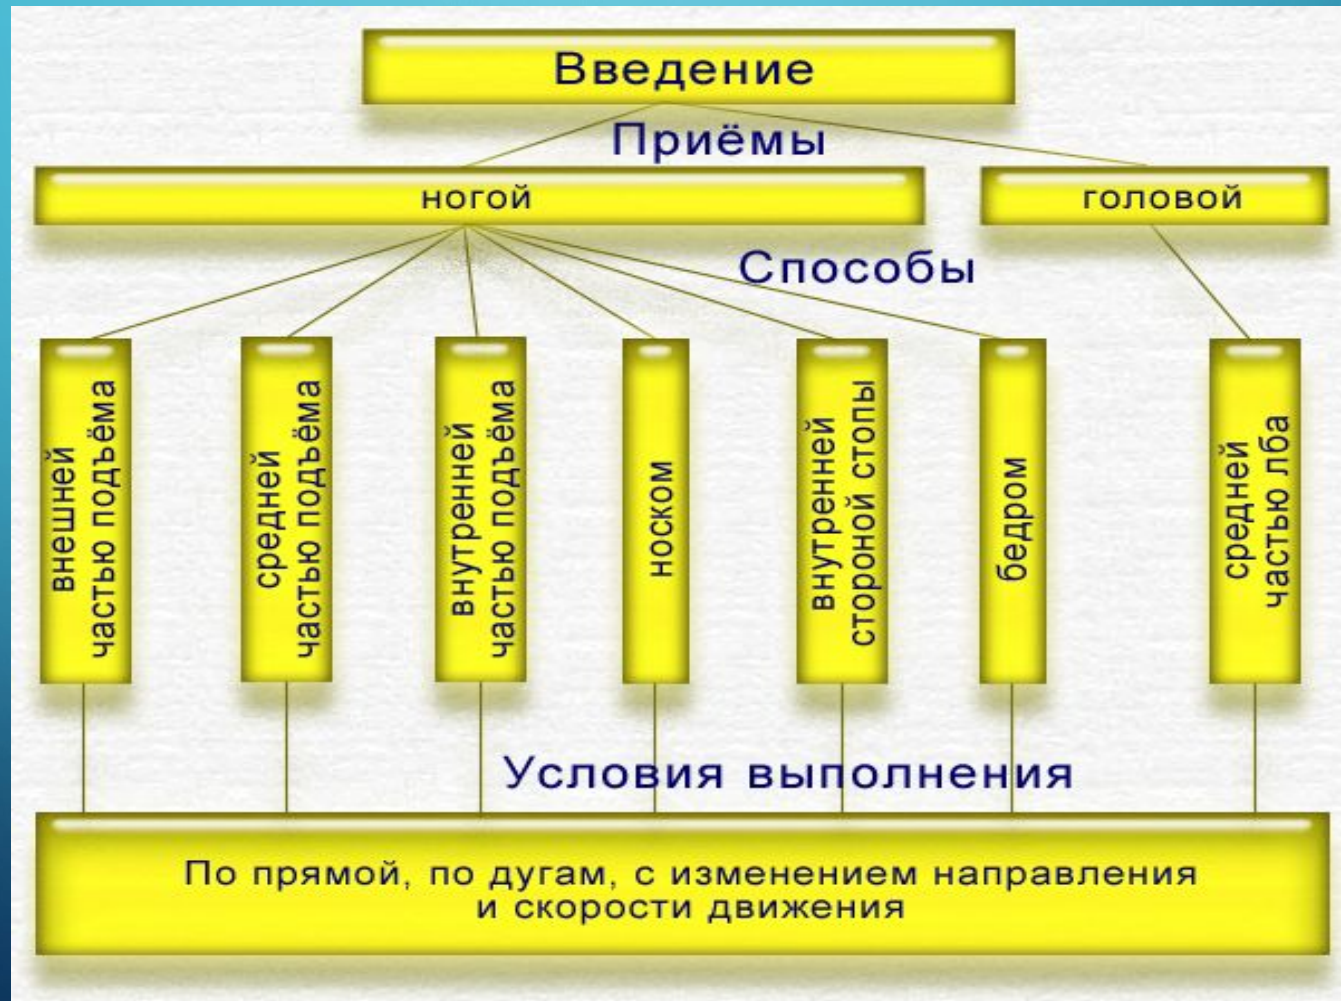 Введение
Приёмы
ногой
головой
Способы
внешней
частью подъёма
средней
частью подъёма
внутренней
частью подъёма
носком
внутренней
стороной стопы
бедром
средней
частью лба
Условия выполнения
По прямой, по дугам, с изменением направления
и скорости движения